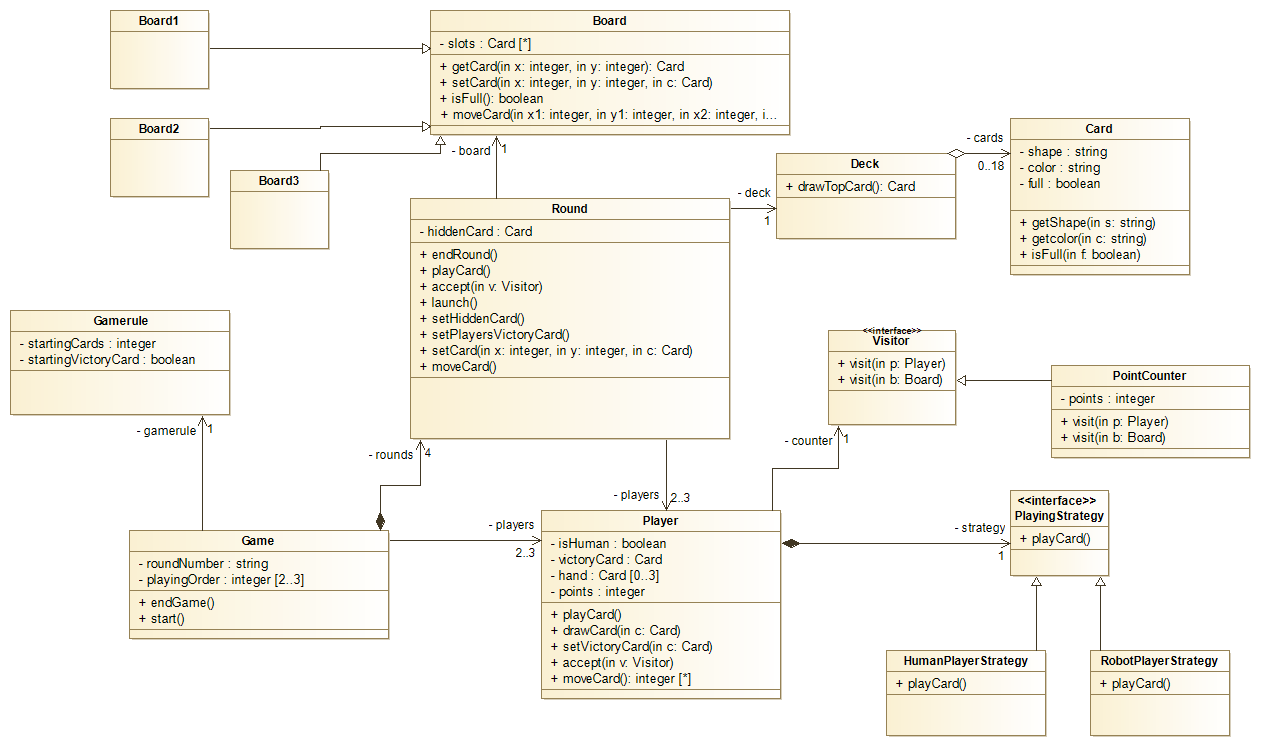 Board1
Board
- slots : Card [*]
+ getCard(in x: integer, in y: integer): Card
+ setCard(in x: integer, in y: integer, in c: Card)
+ isFull(): boolean
+ moveCard(in x1: integer, in y1: integer, in x2: integer, i...
Board2
Board3
- board
1
Deck
+ drawTopCard(): Card
- deck
1
- cards
0..18
Card
- shape : string
- color : string
- full : boolean
+ getShape(in s: string)
+ getcolor(in c: string)
+ isFull(in f: boolean)
Round
- hiddenCard : Card
+ endRound()
+ playCard()
+ accept(in v: Visitor)
+ launch()
+ setHiddenCard()
+ setPlayersVictoryCard()
+ setCard(in x: integer, in y: integer, in c: Card)
+ moveCard()
Gamerule
- startingCards : integer
- startingVictoryCard : boolean
- gamerule
1
<<interface>>
Visitor
+ visit(in p: Player)
+ visit(in b: Board)
PointCounter
- points : integer
+ visit(in p: Player)
+ visit(in b: Board)
- counter
1
- rounds
4
- players
2..3
Game
- roundNumber : string
- playingOrder : integer [2..3]
+ endGame()
+ start()
- players
2..3
Player
- isHuman : boolean
- victoryCard : Card
- hand : Card [0..3]
- points : integer
+ playCard()
+ drawCard(in c: Card)
+ setVictoryCard(in c: Card)
+ accept(in v: Visitor)
+ moveCard(): integer [*]
- strategy
1
<<interface>>
PlayingStrategy
+ playCard()
HumanPlayerStrategy
+ playCard()
RobotPlayerStrategy
+ playCard()